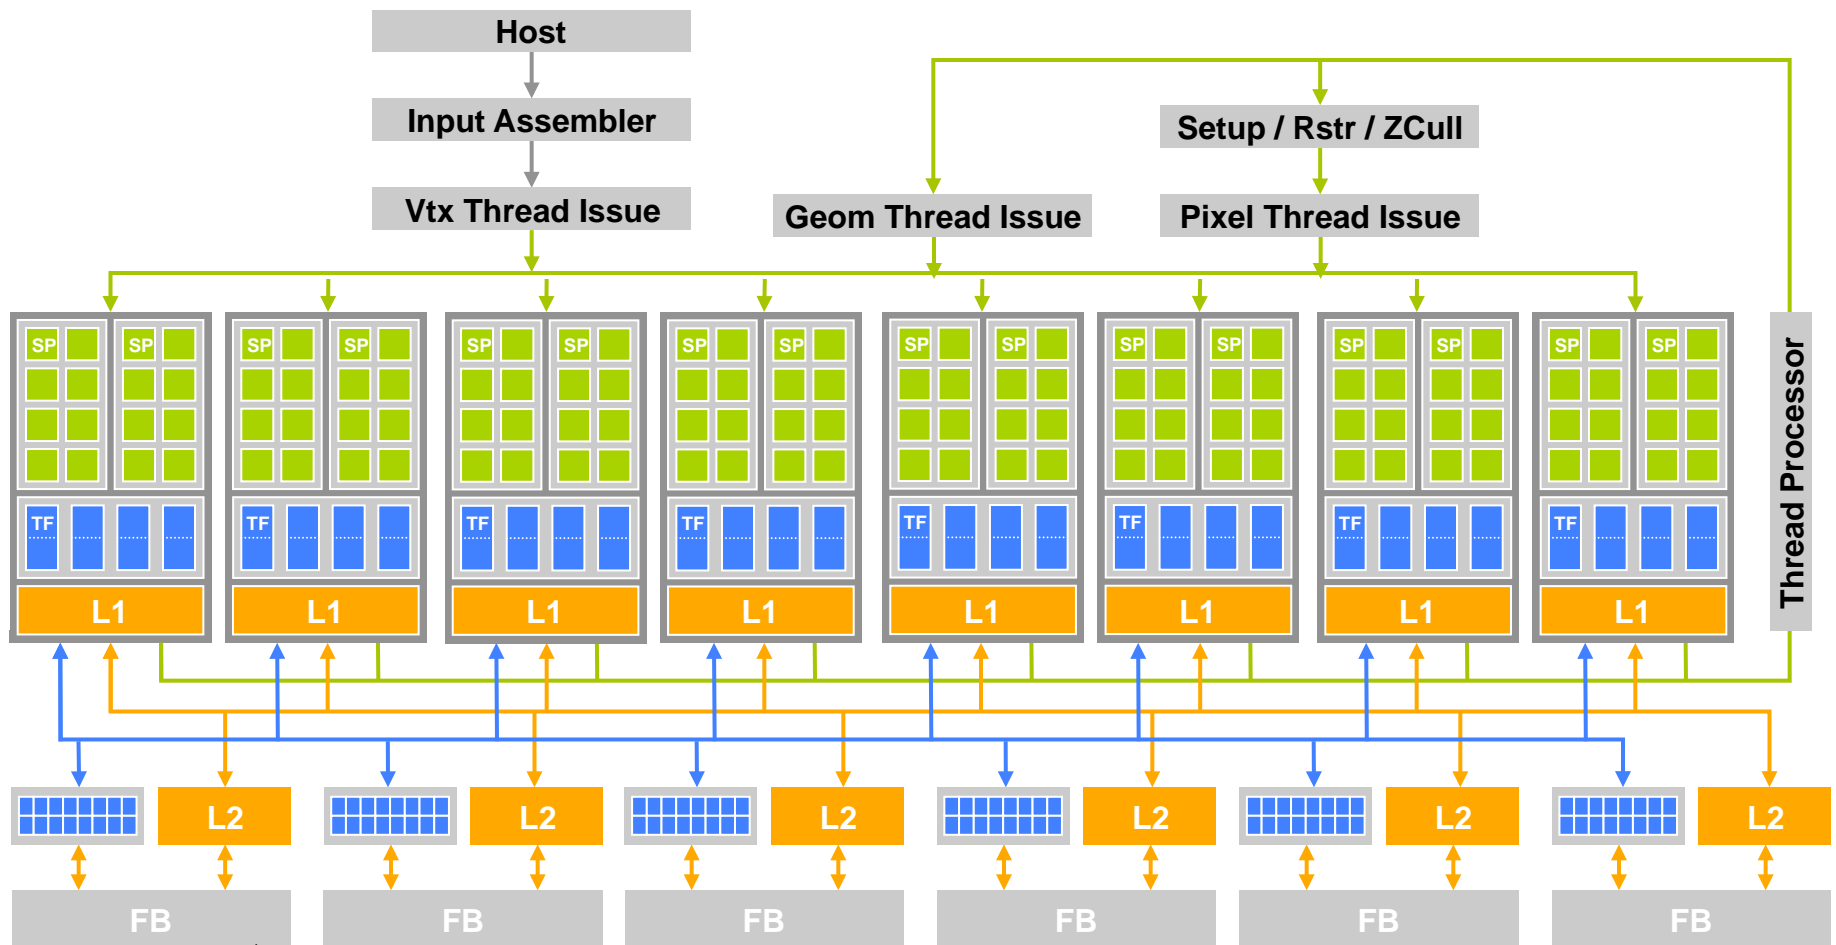 Host
Input Assembler
Setup / Rstr / ZCull
Vtx Thread Issue
Geom Thread Issue
Pixel Thread Issue
SP SP SP SP SP SP SP SP SP SP SP SP SP SP SP SP
Thread Processor
TF TF TF TF TF TF TF TF
L1 L1 L1 L1 L1 L1 L1 L1
L2 L2 L2 L2 L2 L2
FB FB FB FB FB FB